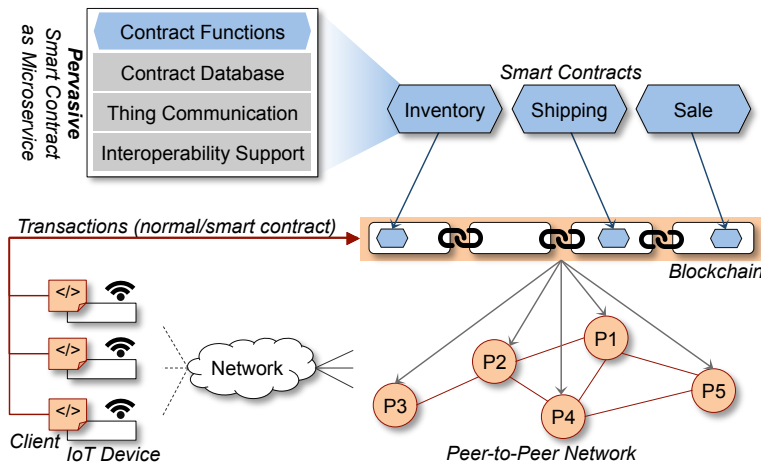 Pervasive
Smart Contract
as Microservice
Contract Functions
Contract Database
Thing Communication
Interoperability Support
Smart Contracts
Inventory
Shipping
Sale
Transactions (normal/smart contract)
Blockchain
</>
</>
</>
Network
P1
P2
P3
P4
P5
Client
IoT Device
Peer-to-Peer Network